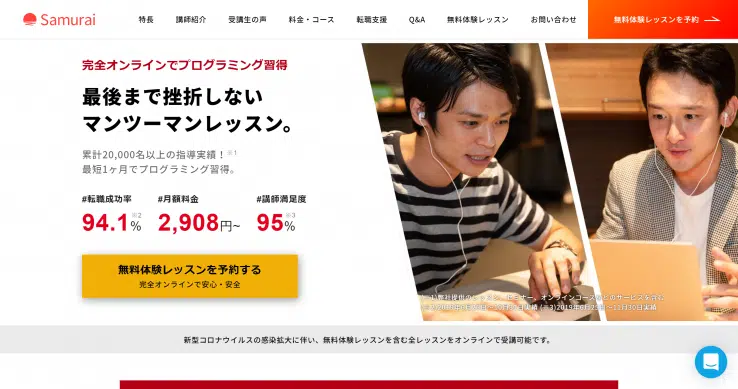 Samurai
特長
講師紹介
受講生の声
料金・コース
転職支援
Q&A
無料体験レッスン
お問い合わせ
無料体験レッスンを予約
完全オンラインでプログラミング習得
最後まで挫折しない
マンツーマンレッスン。
累計20,000名以上の指導実績！※1
最短1ヶ月でプログラミング習得。
#転職成功率 #月額料金 #講師満足度
94.1%※2 2,908円~ 95%※3
無料体験レッスンを予約する
完全オンラインで安心・安全
新型コロナウイルスの感染拡大に伴い、無料体験レッスンを含む全レッスンをオンラインで受講可能です。